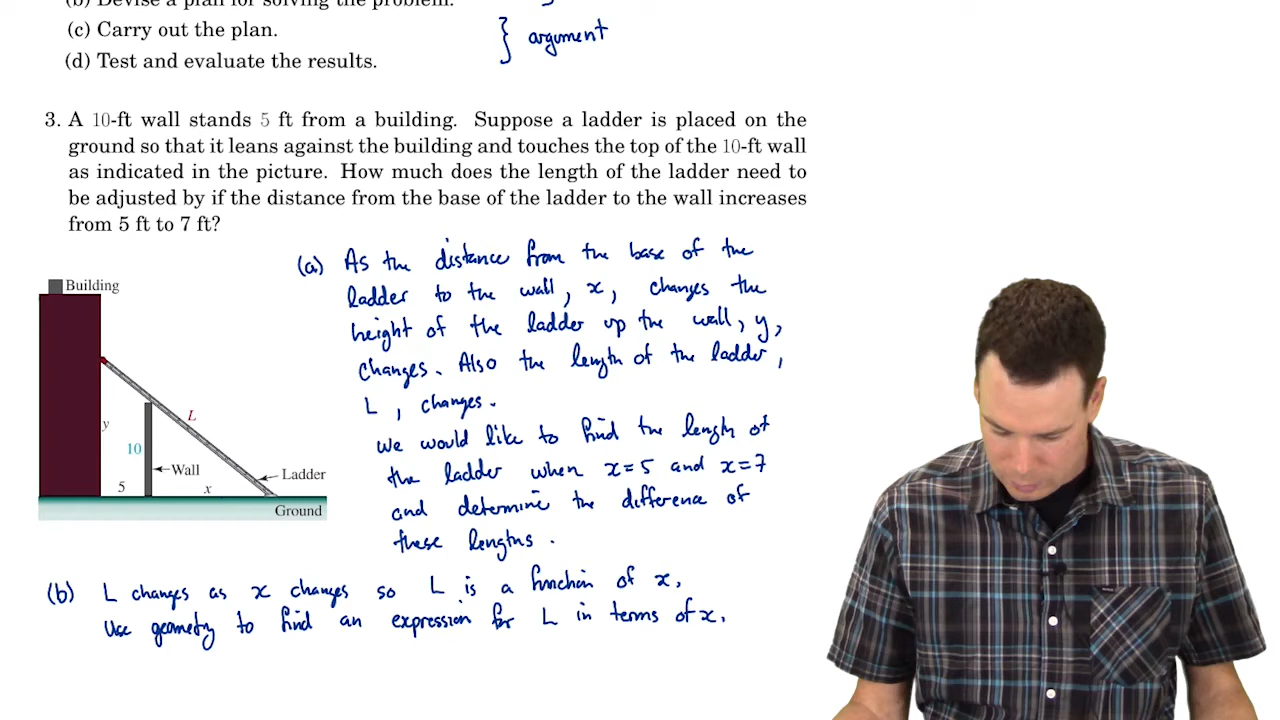 (b) Devise a plan for solving the problem.
(c) Carry out the plan.
(d) Test and evaluate the results.
} argument
3. A 10-ft wall stands 5 ft from a building. Suppose a ladder is placed on the
ground so that it leans against the building and touches the top of the 10-ft wall
as indicated in the picture. How much does the length of the ladder need to
be adjusted by if the distance from the base of the ladder to the wall increases
from 5 ft to 7 ft?
Building
y
L
10
Wall
Ladder
5
x
Ground
(a) As the distance from the base of the
ladder to the wall, x, changes the
height of the ladder up the wall, y,
changes. Also the length of the ladder,
L, changes.
We would like to find the length of
the ladder when x=5 and x=7
and determine the difference of
these lengths.
(b) L changes as x changes so L is a function of x.
Use geometry to find an expression for L in terms of x.